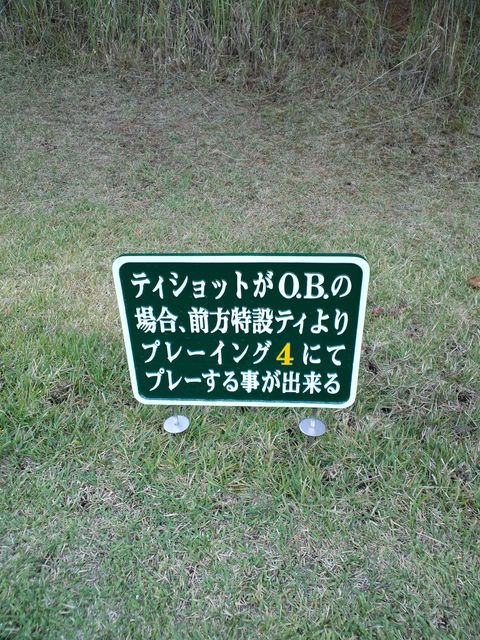 ティショットがO.B.の
場合、前方特設ティより
プレーイング4にて
プレーする事が出来る